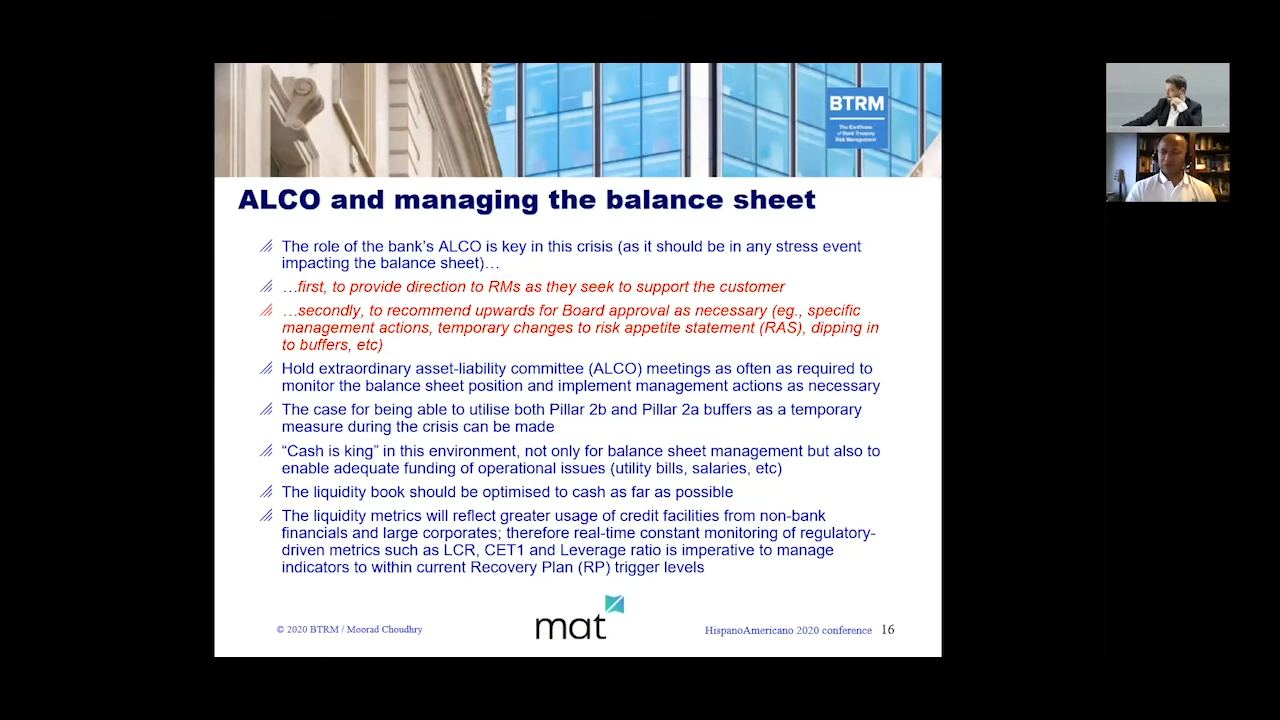 BTRM
The Certificate
of Bank Treasury
Risk Management
ALCO and managing the balance sheet
The role of the bank's ALCO is key in this crisis (as it should be in any stress event
impacting the balance sheet)…
…first, to provide direction to RMs as they seek to support the customer
…secondly, to recommend upwards for Board approval as necessary (eg., specific
management actions, temporary changes to risk appetite statement (RAS), dipping in
to buffers, etc)
Hold extraordinary asset-liability committee (ALCO) meetings as often as required to
monitor the balance sheet position and implement management actions as necessary
The case for being able to utilise both Pillar 2b and Pillar 2a buffers as a temporary
measure during the crisis can be made
“Cash is king” in this environment, not only for balance sheet management but also to
enable adequate funding of operational issues (utility bills, salaries, etc)
The liquidity book should be optimised to cash as far as possible
The liquidity metrics will reflect greater usage of credit facilities from non-bank
financials and large corporates; therefore real-time constant monitoring of regulatory-
driven metrics such as LCR, CET1 and Leverage ratio is imperative to manage
indicators to within current Recovery Plan (RP) trigger levels
© 2020 BTRM / Moorad Choudhry
mat
HispanoAmericano 2020 conference 16